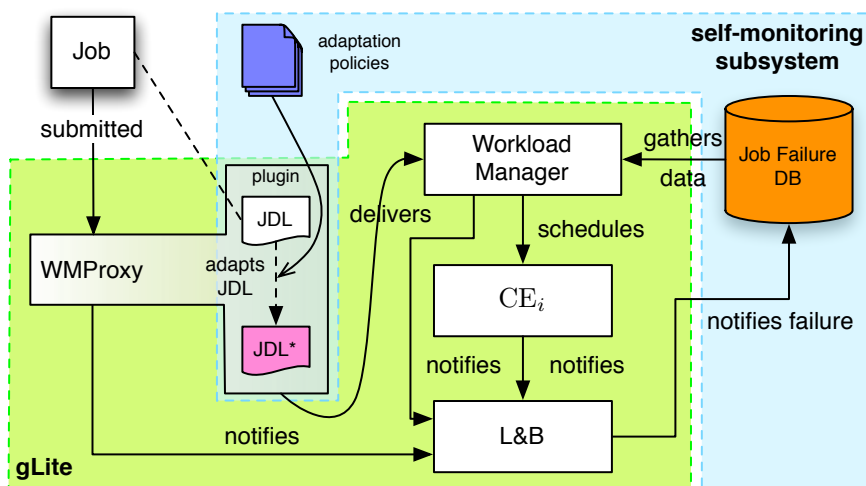 Job
adaptation
policies
self-monitoring
subsystem
submitted
Workload
Manager
gathers
data
Job Failure
DB
plugin
JDL
delivers
WMProxy
adapts
JDL
schedules
CEi
JDL*
notifies
notifies
notifies failure
notifies
L&B
gLite